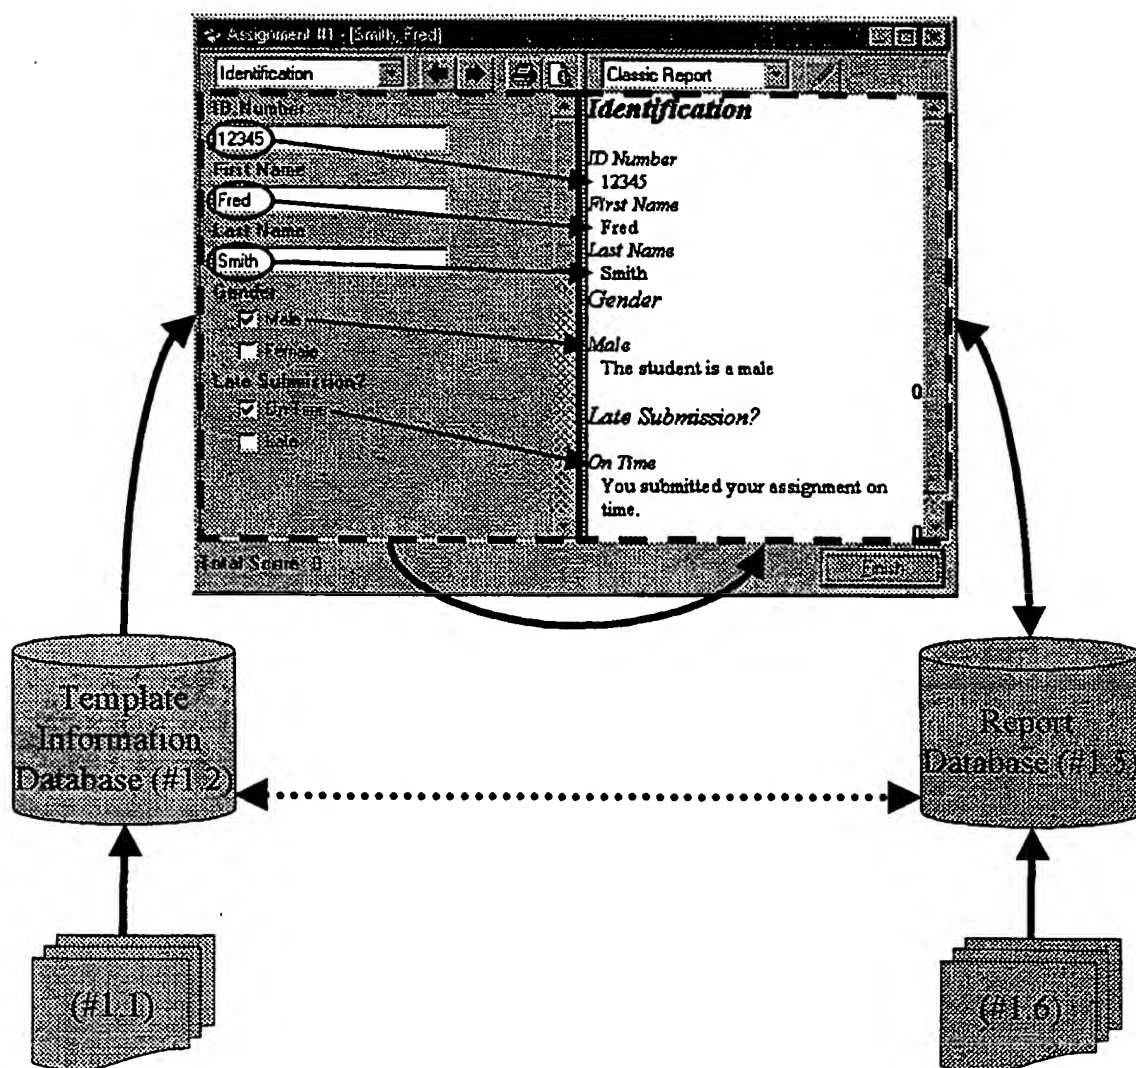 Assignment #1 - [Smith, Fred]
Identification
Classic Report
ID Number
12345
First Name
Fred
Last Name
Smith
Gender
Male
Female
Late Submission?
On Time
Late
Total Score: 0
Identification
ID Number
12345
First Name
Fred
Last Name
Smith
Gender
Male
The student is a male
0
Late Submission?
On Time
You submitted your assignment on
time.
0
Finish
Template
Information
Database (#1.2)
Report
Database (#1.5)
(#1.1)
(#1.6)